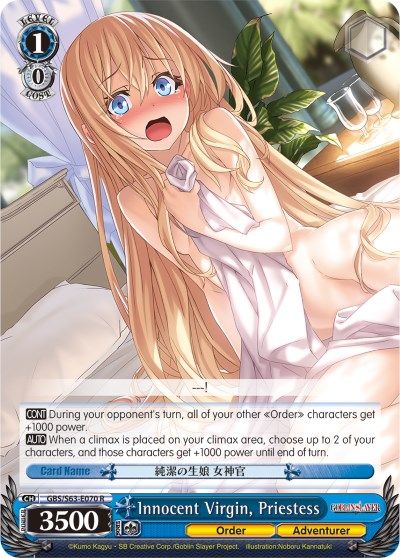 LEVEL
1
0
COST
---!
CONT During your opponent's turn, all of your other «Order» characters get
+1000 power.
AUTO When a climax is placed on your climax area, choose up to 2 of your
characters, and those characters get +1000 power until end of turn.
Card Name 純潔の生娘 女神官
GBS/S63-E070 R
3500
Innocent Virgin, Priestess
GOBLIN SLAYER
Order Adventurer
©Kumo Kagyu・SB Creative Corp./Goblin Slayer Project. illustration:Noboru Kannatuki